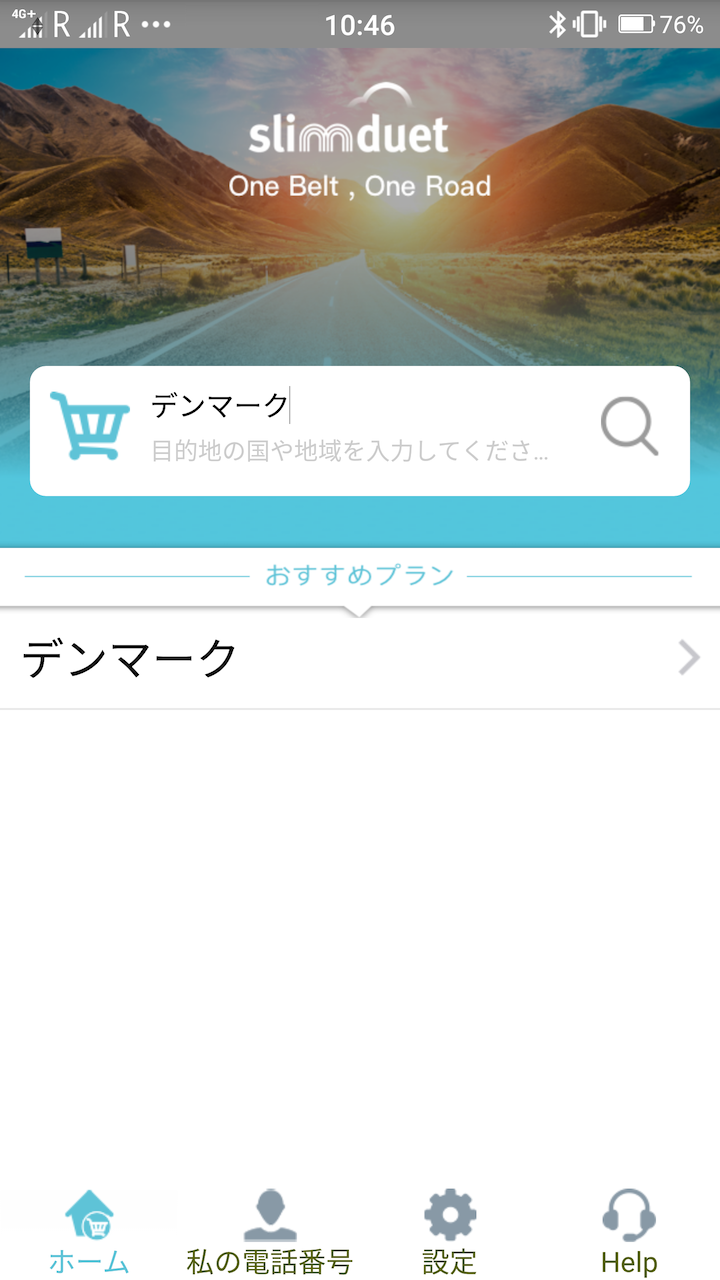 4G+ R R ••• 10:46 76%
slimduet
One Belt , One Road
デンマーク
目的地の国や地域を入力してくださ...
おすすめプラン
デンマーク
ホーム 私の電話番号 設定 Help